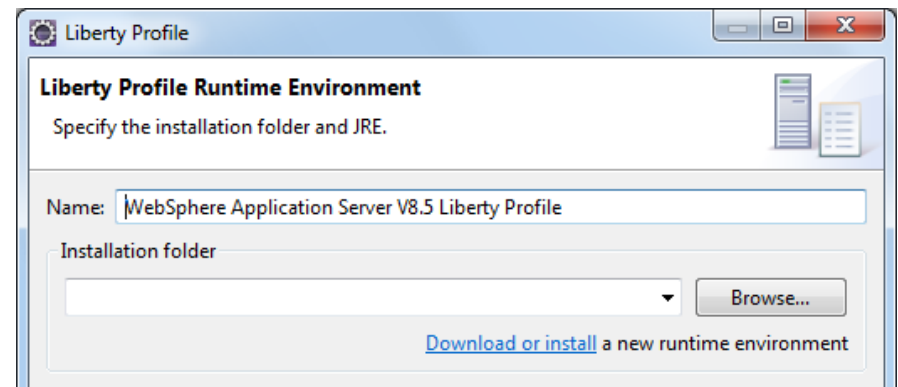 Liberty Profile
Liberty Profile Runtime Environment
Specify the installation folder and JRE.
Name: WebSphere Application Server V8.5 Liberty Profile
Installation folder
Browse...
Download or install a new runtime environment